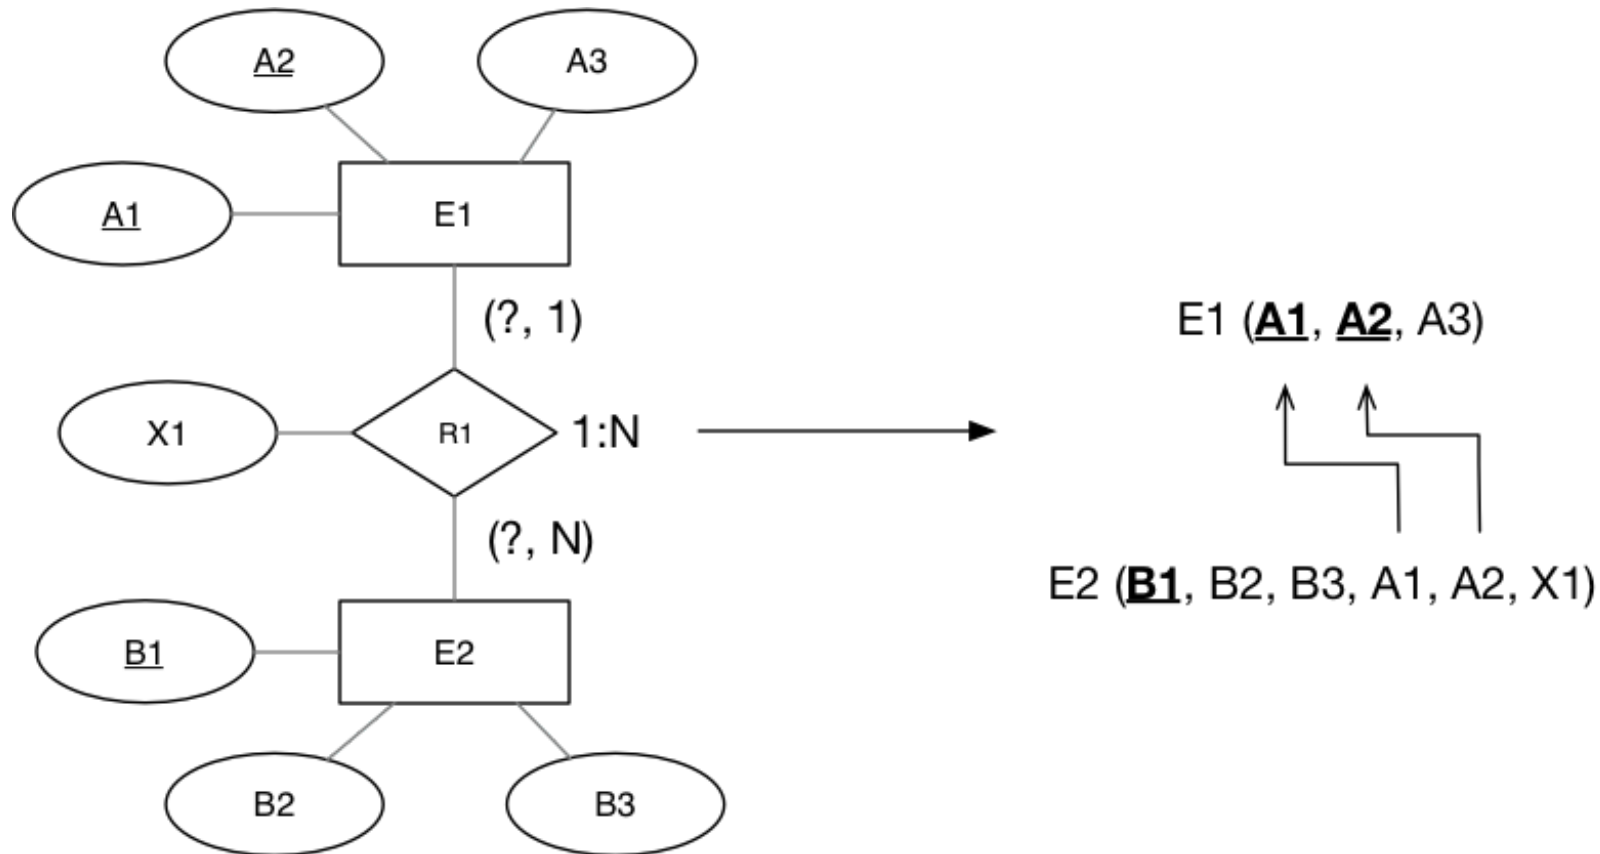 A2
A3
A1
E1
(?, 1)
E1 (A1, A2, A3)
X1
R1
1:N
(?, N)
E2 (B1, B2, B3, A1, A2, X1)
B1
E2
B2
B3